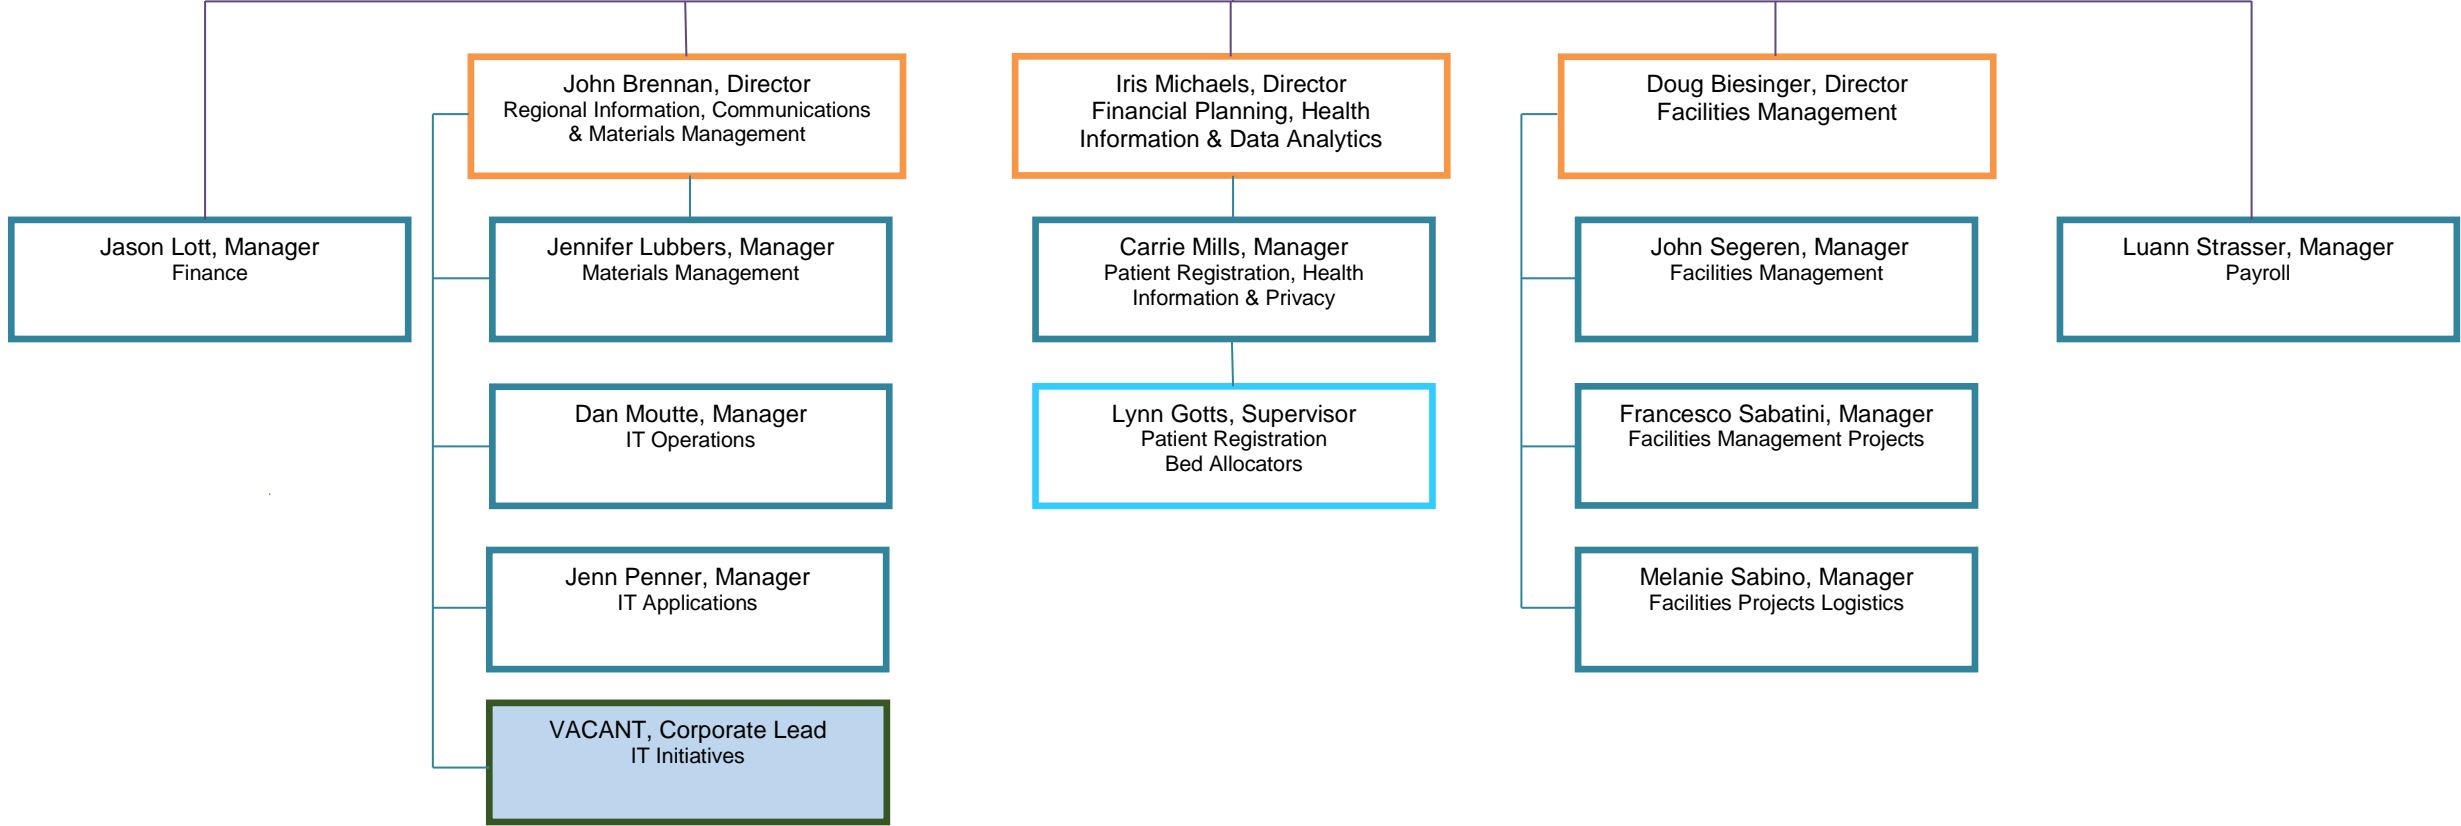 John Brennan, Director
Regional Information, Communications
& Materials Management
Iris Michaels, Director
Financial Planning, Health
Information & Data Analytics
Doug Biesinger, Director
Facilities Management
Jason Lott, Manager
Finance
Jennifer Lubbers, Manager
Materials Management
Carrie Mills, Manager
Patient Registration, Health
Information & Privacy
John Segeren, Manager
Facilities Management
Luann Strasser, Manager
Payroll
Dan Moutte, Manager
IT Operations
Lynn Gotts, Supervisor
Patient Registration
Bed Allocators
Francesco Sabatini, Manager
Facilities Management Projects
Jenn Penner, Manager
IT Applications
Melanie Sabino, Manager
Facilities Projects Logistics
VACANT, Corporate Lead
IT Initiatives